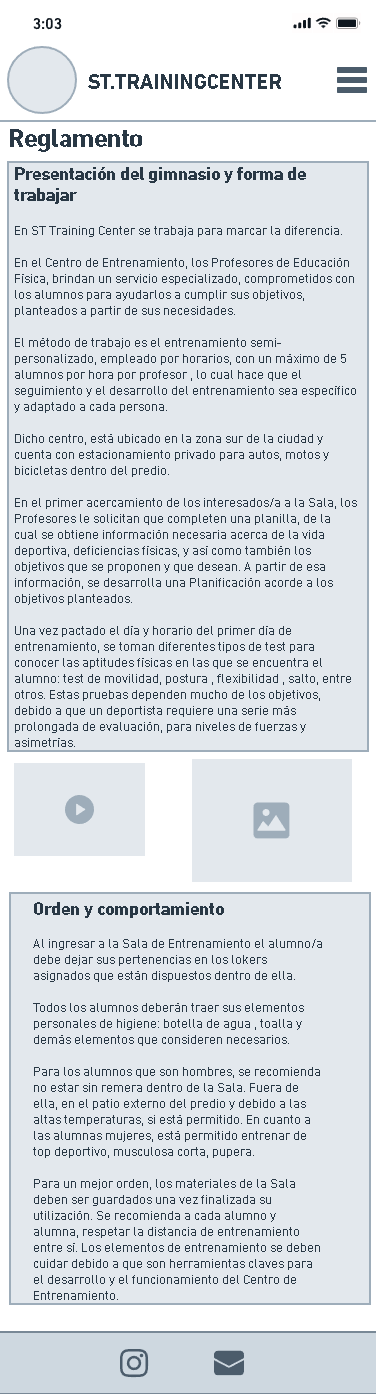 3:03
ST.TRAININGCENTER
Reglamento
Presentación del gimnasio y forma de
trabajar
En ST Training Center se trabaja para marcar la diferencia.
En el Centro de Entrenamiento, los Profesores de Educación
Física, brindan un servicio especializado, comprometidos con
los alumnos para ayudarlos a cumplir sus objetivos,
planteados a partir de sus necesidades.
El método de trabajo es el entrenamiento semi-
personalizado, empleado por horarios, con un máximo de 5
alumnos por hora por profesor , lo cual hace que el
seguimiento y el desarrollo del entrenamiento sea específico
y adaptado a cada persona.
Dicho centro, está ubicado en la zona sur de la ciudad y
cuenta con estacionamiento privado para autos, motos y
bicicletas dentro del predio.
En el primer acercamiento de los interesados/a a la Sala, los
Profesores le solicitan que completen una planilla, de la
cual se obtiene información necesaria acerca de la vida
deportiva, deficiencias físicas, y así como también los
objetivos que se proponen y que desean. A partir de esa
información, se desarrolla una Planificación acorde a los
objetivos planteados.
Una vez pactado el día y horario del primer día de
entrenamiento, se toman diferentes tipos de test para
conocer las aptitudes físicas en las que se encuentra el
alumno: test de movilidad, postura , flexibilidad , salto, entre
otros. Estas pruebas dependen mucho de los objetivos,
debido a que un deportista requiere una serie más
prolongada de evaluación, para niveles de fuerzas y
asimetrías.
Orden y comportamiento
Al ingresar a la Sala de Entrenamiento el alumno/a
debe dejar sus pertenencias en los lokers
asignados que están dispuestos dentro de ella.
Todos los alumnos deberán traer sus elementos
personales de higiene: botella de agua , toalla y
demás elementos que consideren necesarios.
Para los alumnos que son hombres, se recomienda
no estar sin remera dentro de la Sala. Fuera de
ella, en el patio externo del predio y debido a las
altas temperaturas, si está permitido. En cuanto a
las alumnas mujeres, está permitido entrenar de
top deportivo, musculosa corta, pupera.
Para un mejor orden, los materiales de la Sala
deben ser guardados una vez finalizada su
utilización. Se recomienda a cada alumno y
alumna, respetar la distancia de entrenamiento
entre sí. Los elementos de entrenamiento se deben
cuidar debido a que son herramientas claves para
el desarrollo y el funcionamiento del Centro de
Entrenamiento.